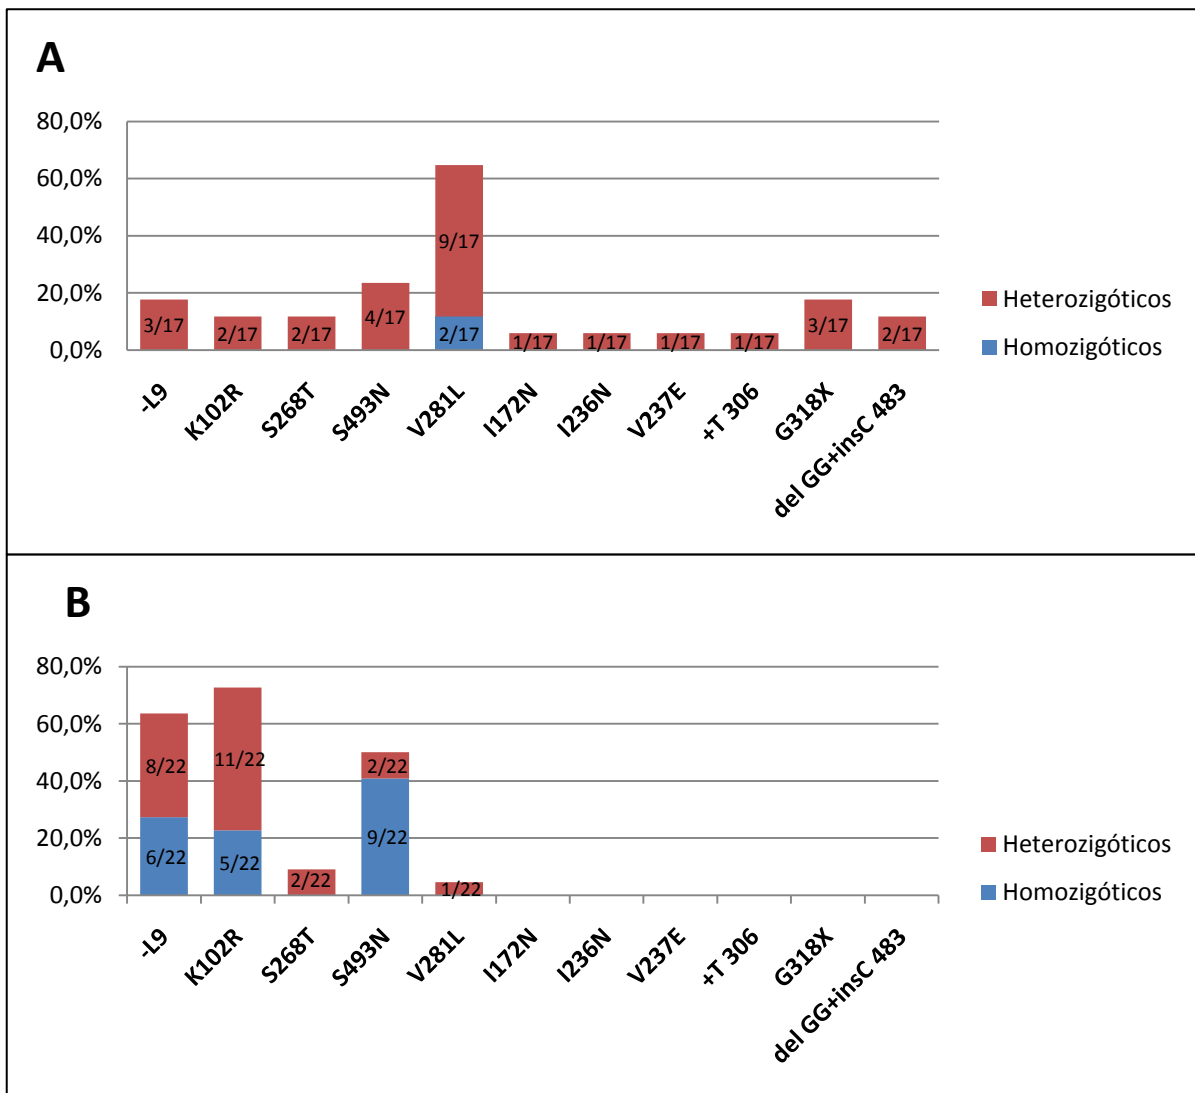 A
80,0%
60,0%
40,0%
20,0%
0,0%
3/17
2/17
2/17
4/17
9/17
2/17
1/17
1/17
1/17
1/17
3/17
2/17
-L9
K102R
S268T
S493N
V281L
I172N
I236N
V237E
+T 306
G318X
del GG+insC 483
Heterozigóticos
Homozigóticos
B
80,0%
60,0%
40,0%
20,0%
0,0%
8/22
6/22
11/22
5/22
2/22
2/22
9/22
1/22
-L9
K102R
S268T
S493N
V281L
I172N
I236N
V237E
+T 306
G318X
del GG+insC 483
Heterozigóticos
Homozigóticos